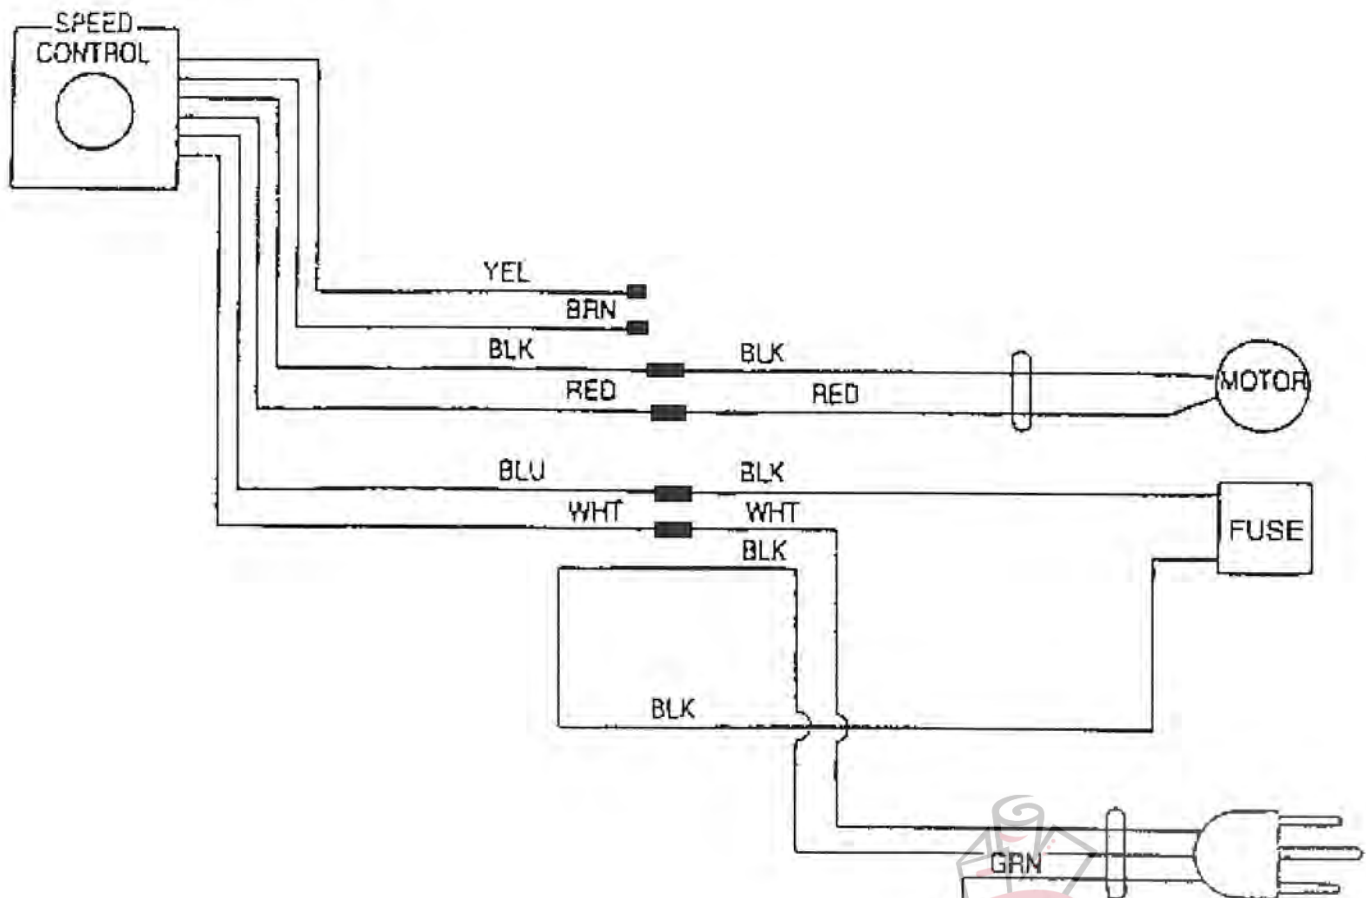 SPEED
CONTROL
YEL
BRN
BLK
BLK
RED
RED
MOTOR
BLU
BLK
WHT
WHT
FUSE
BLK
BLK
GRN